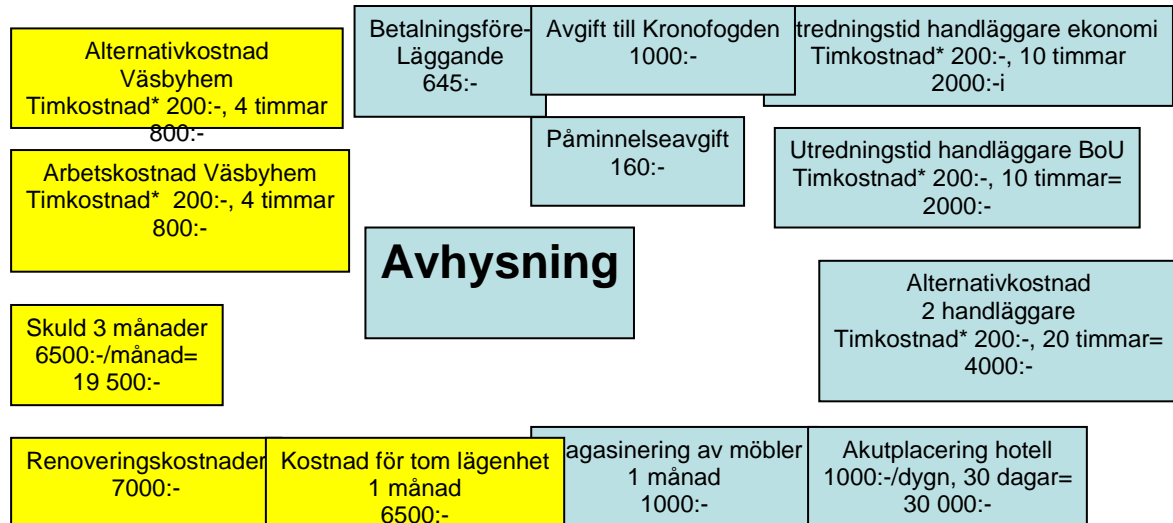 Alternativkostnad
Väsbyhem
Timkostnad* 200:-, 4 timmar
800:-
Betalningsföre-
Läggande
645:-
Avgift till Kronofogden
1000:-
tredningstid handläggare ekonomi
Timkostnad* 200:-, 10 timmar
2000:-i
Arbetskostnad Väsbyhem
Timkostnad* 200:-, 4 timmar
800:-
Påminnelseavgift
160:-
Utredningstid handläggare BoU
Timkostnad* 200:-, 10 timmar=
2000:-
Avhysning
Alternativkostnad
2 handläggare
Timkostnad* 200:-, 20 timmar=
4000:-
Skuld 3 månader
6500:-/månad=
19 500:-
Renoveringskostnader
7000:-
Kostnad för tom lägenhet
1 månad
6500:-
agasinering av möbler
1 månad
1000:-
Akutplacering hotell
1000:-/dygn, 30 dagar=
30 000:-